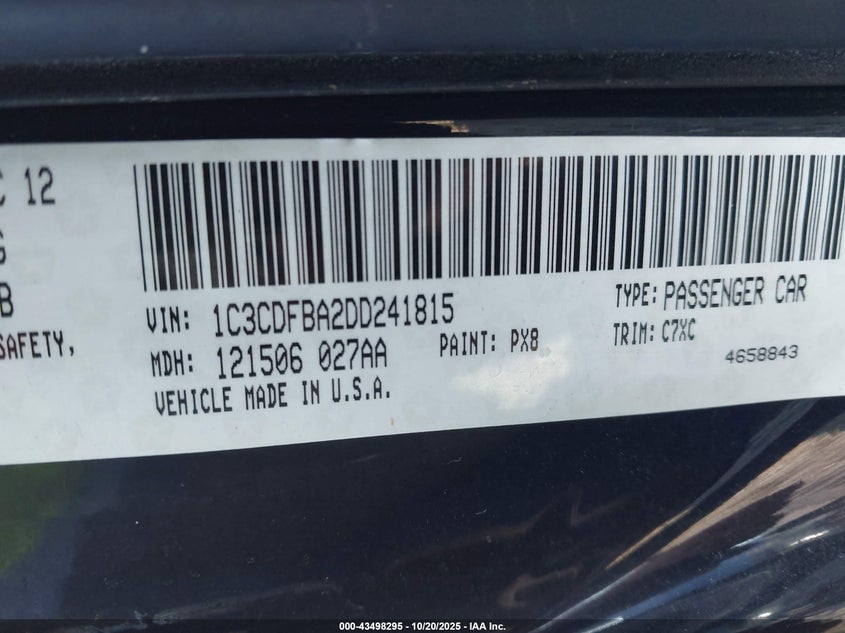 C 12
B
SAFETY,
VIN: 1C3CDFBA2DD241815
TYPE: PASSENGER CAR
MDH: 121506 027AA
PAINT: PX8
TRIM: C7XC
VEHICLE MADE IN U.S.A.
4658843
000-43498295 - 10/20/2025 - IAA Inc.